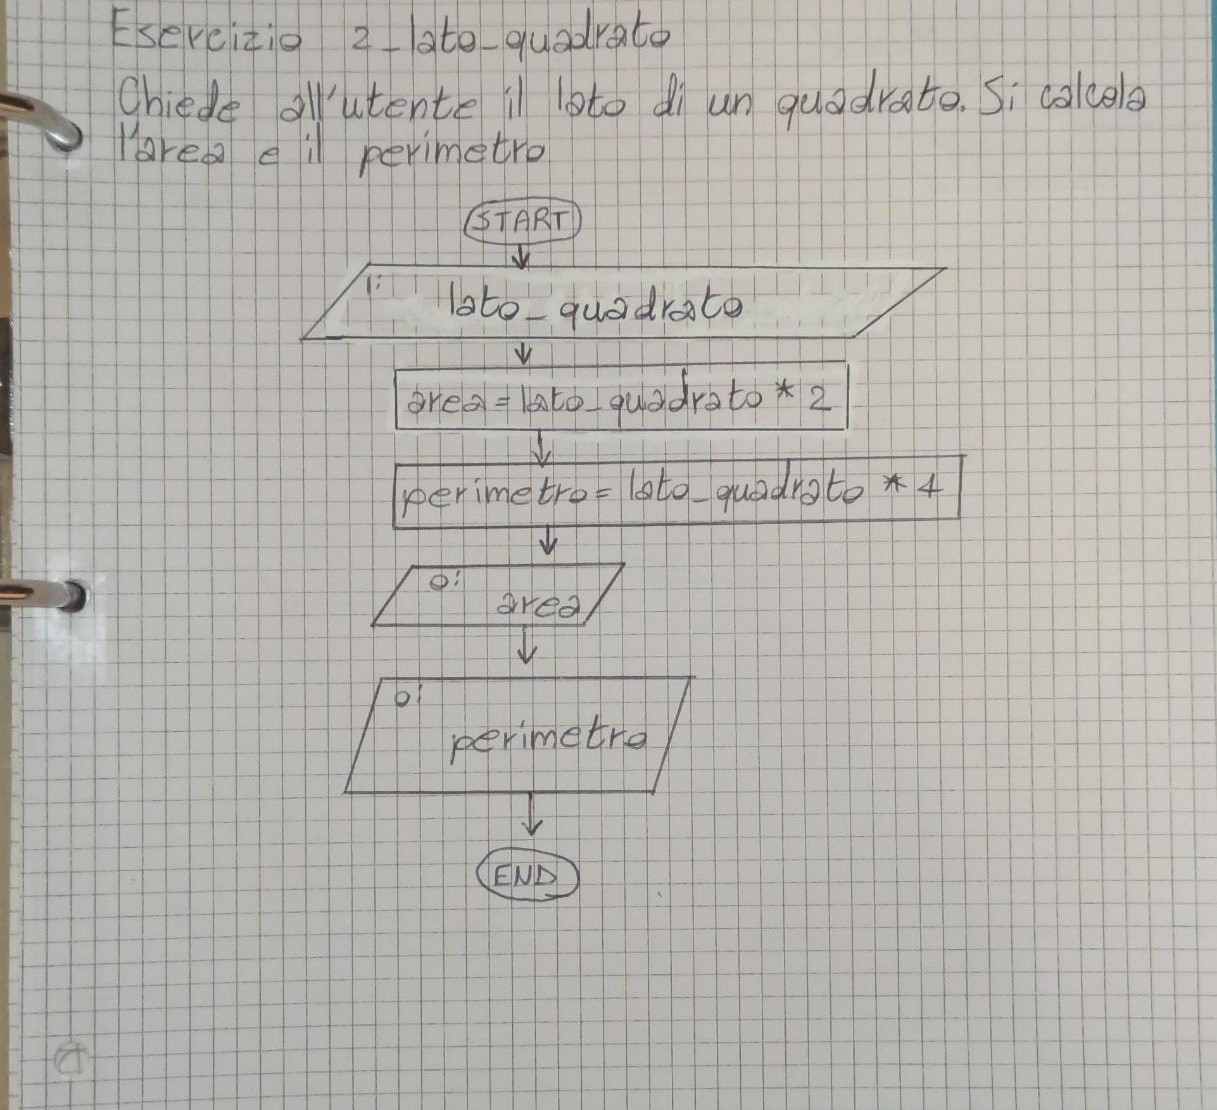 Esercizio 2_lato_quadrato
Chiede all'utente il lato di un quadrato. Si calcola
l'area e il perimetro
START
I: lato_quadrato
area = lato_quadrato * 2
perimetro = lato_quadrato * 4
O: area
O: perimetro
END